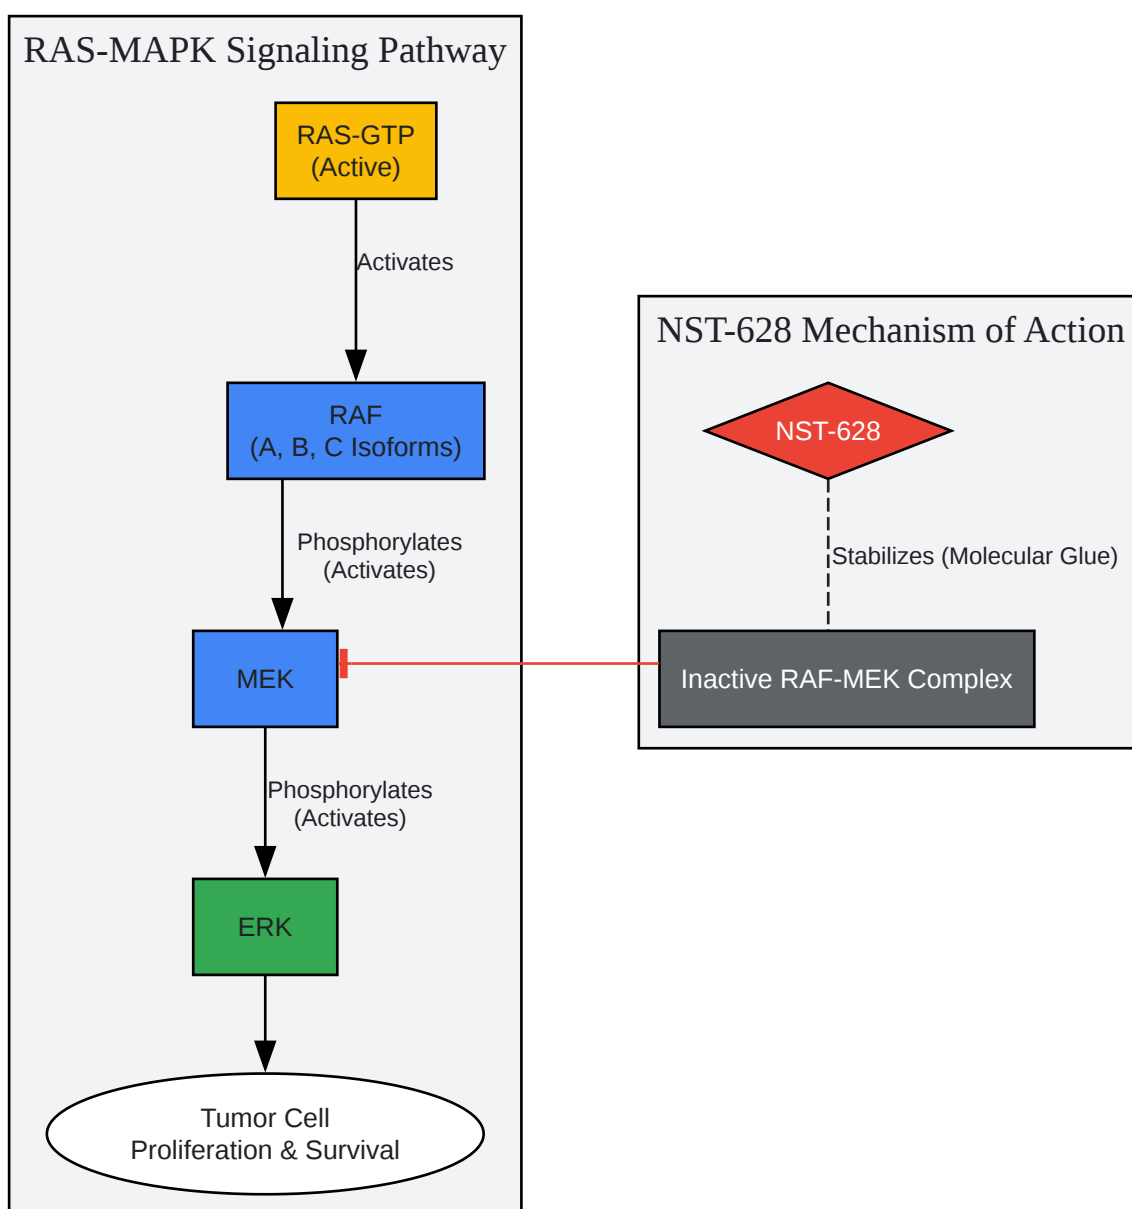 RAS-MAPK Signaling Pathway
RAS-GTP
(Active)
Activates
RAF
(A, B, C Isoforms)
Phosphorylates
(Activates)
MEK
Phosphorylates
(Activates)
ERK
Tumor Cell
Proliferation & Survival
NST-628 Mechanism of Action
NST-628
Stabilizes (Molecular Glue)
Inactive RAF-MEK Complex